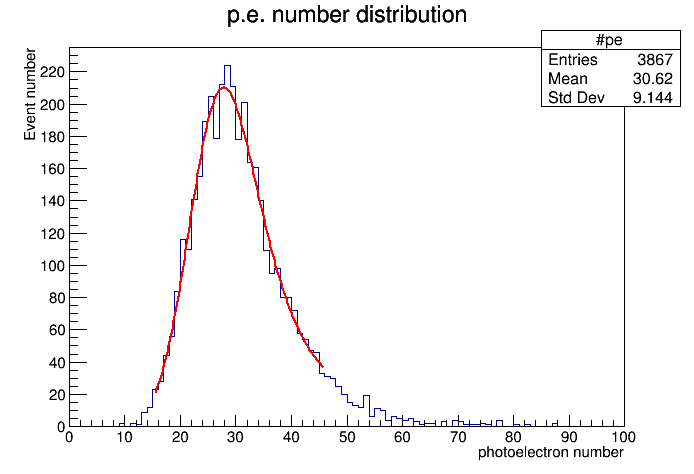 p.e. number distribution
#pe
Entries 3867
Mean 30.62
Std Dev 9.144
Event number
220
200
180
160
140
120
100
80
60
40
20
0
0 10 20 30 40 50 60 70 80 90 100
photoelectron number